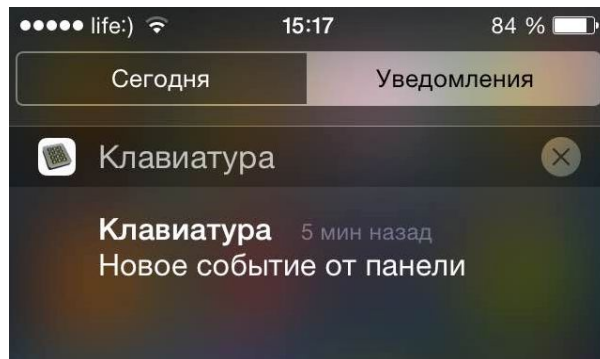 life:) 15:17 84 %
Сегодня Уведомления
Клавиатура
Клавиатура 5 мин назад
Новое событие от панели